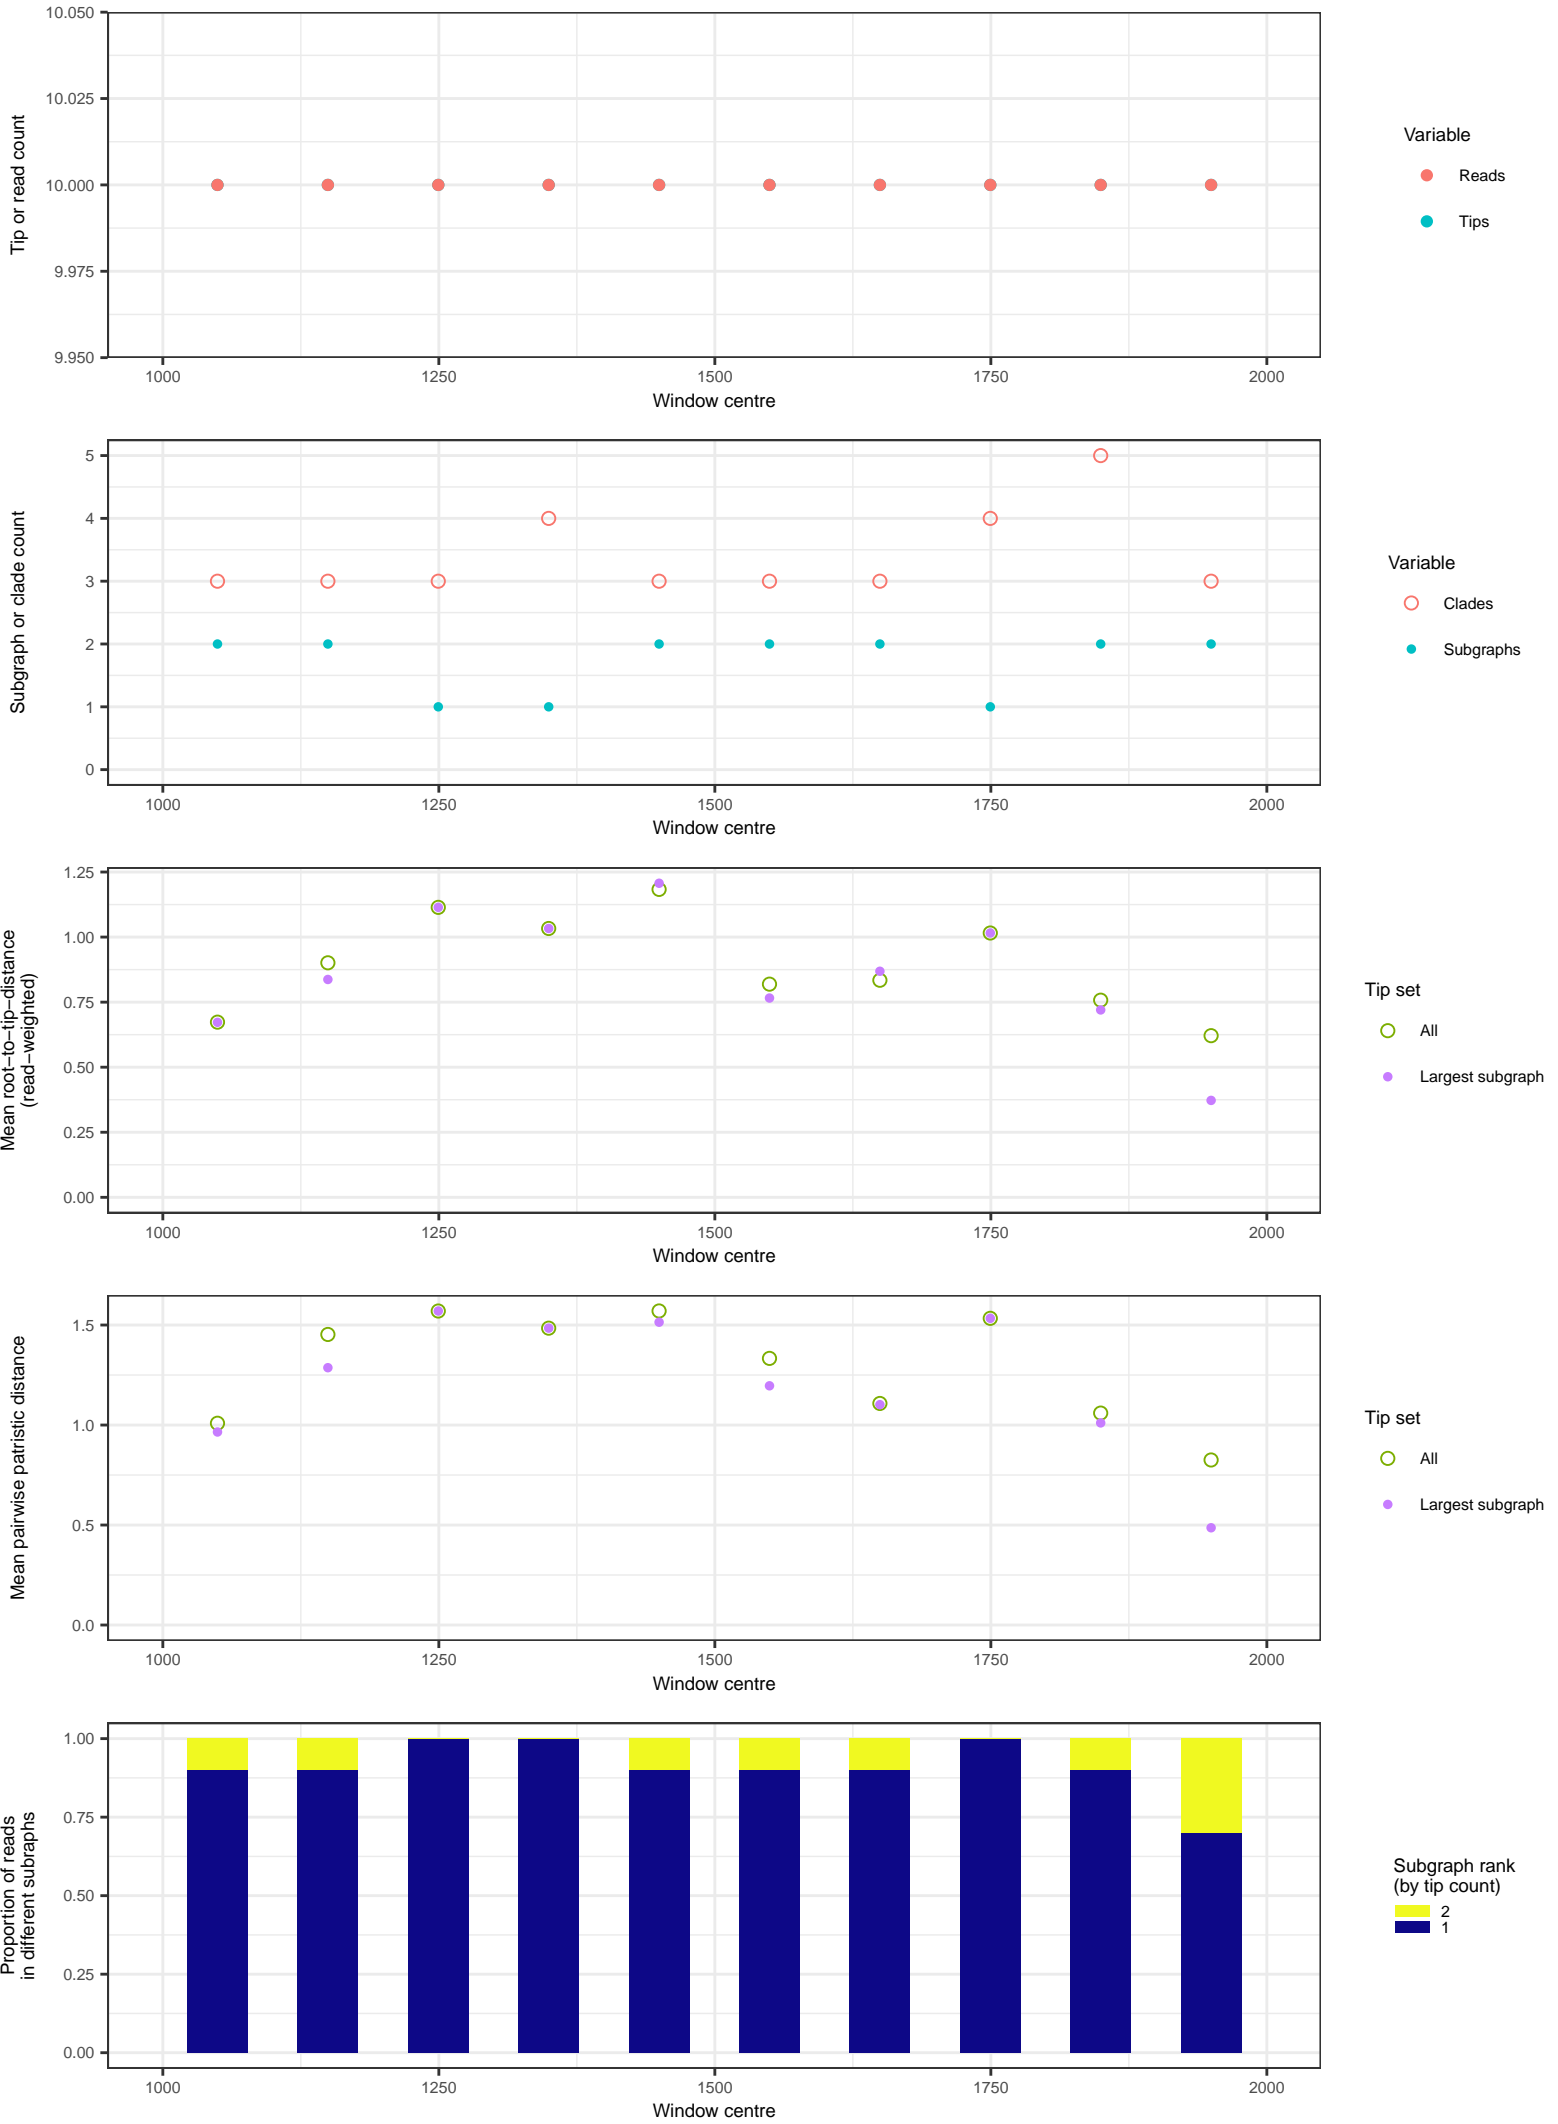 10.050
10.025
10.000
9.975
9.950
Tip or read count
1000 1250 1500 1750 2000
Window centre
Variable
Reads
Tips
5
4
3
2
1
0
Subgraph or clade count
1000 1250 1500 1750 2000
Window centre
Variable
Clades
Subgraphs
1.25
1.00
0.75
0.50
0.25
0.00
Mean root−to−tip−distance
(read−weighted)
1000 1250 1500 1750 2000
Window centre
Tip set
All
Largest subgraph
1.5
1.0
0.5
0.0
Mean pairwise patristic distance
1000 1250 1500 1750 2000
Window centre
Tip set
All
Largest subgraph
1.00
0.75
0.50
0.25
0.00
Proportion of reads
in different subraphs
1000 1250 1500 1750 2000
Window centre
Subgraph rank
(by tip count)
2
1